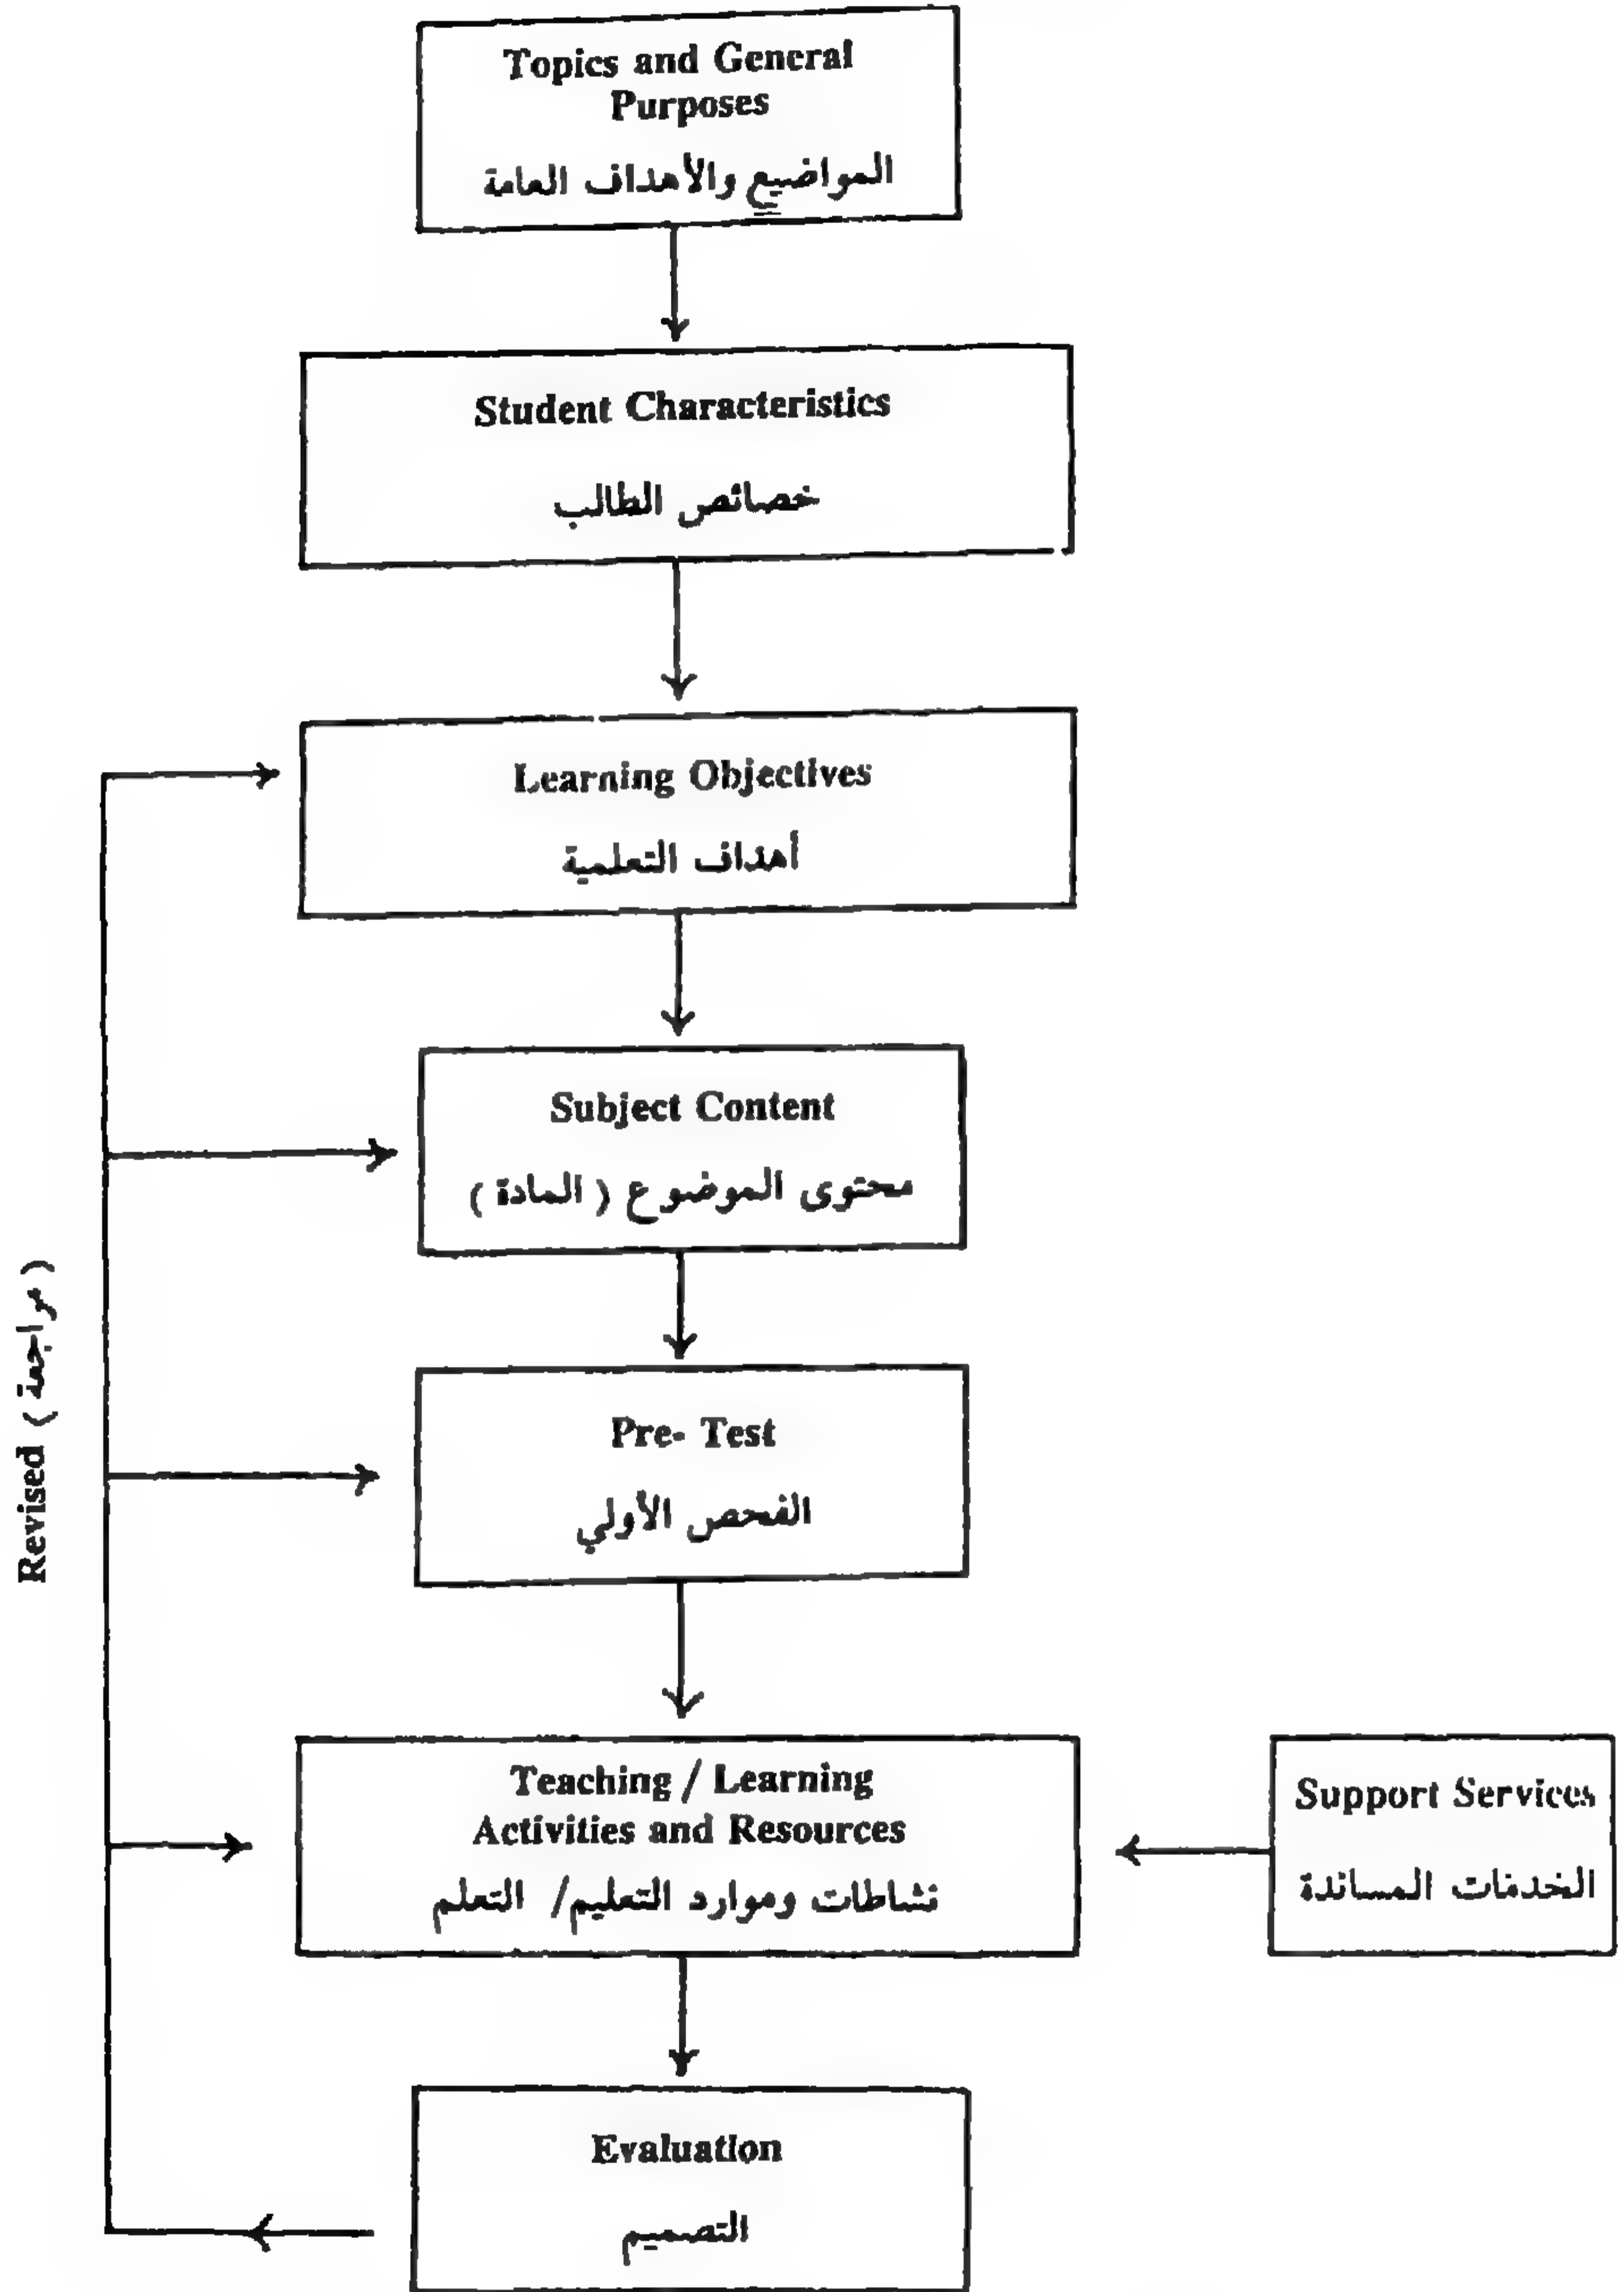 Topics and General
Purposes
المواضيع والأهداف العامة
Student Characteristics
خصائص الطالب
Learning Objectives
أهداف التعلمية
Subject Content
محتوى الموضوع ( المادة )
Revised ( مراجعة )
Pre- Test
الفحص الأولي
Teaching / Learning
Activities and Resources
نشاطات وموارد التعليم/ التعلم
Support Services
الخدمات المساندة
Evaluation
التصميم